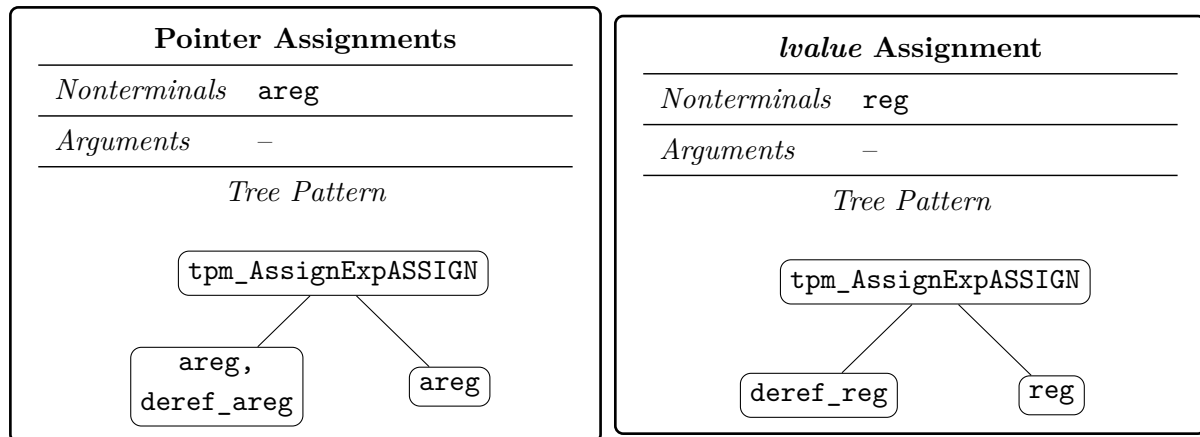 Pointer Assignments
Nonterminals areg
Arguments –
Tree Pattern
tpm_AssignExpASSIGN
areg,
deref_areg
areg
lvalue Assignment
Nonterminals reg
Arguments –
Tree Pattern
tpm_AssignExpASSIGN
deref_reg
reg